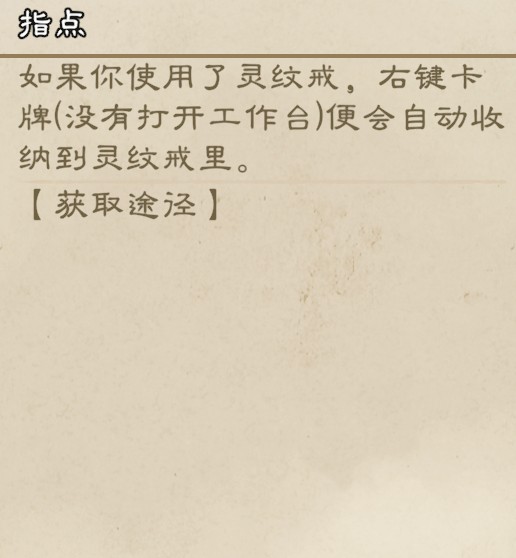 指点
如果你使用了灵纹戒，右键卡
牌(没有打开工作台)便会自动收
纳到灵纹戒里。
【获取途径】